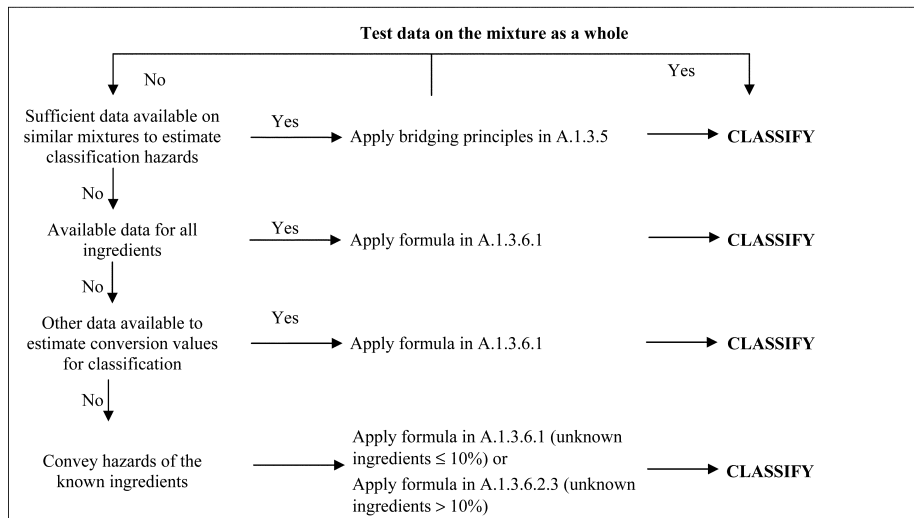 Test data on the mixture as a whole
No
Yes
Sufficient data available on
similar mixtures to estimate
classification hazards
Yes
Apply bridging principles in A.1.3.5
CLASSIFY
No
Available data for all
ingredients
Yes
Apply formula in A.1.3.6.1
CLASSIFY
No
Other data available to
estimate conversion values
for classification
Yes
Apply formula in A.1.3.6.1
CLASSIFY
No
Convey hazards of the
known ingredients
Apply formula in A.1.3.6.1 (unknown
ingredients ≤ 10%) or
Apply formula in A.1.3.6.2.3 (unknown
ingredients > 10%)
CLASSIFY